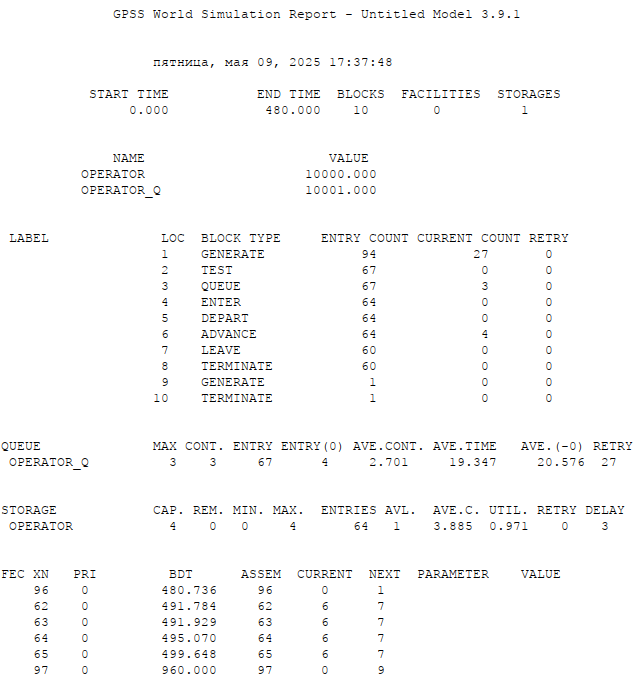 GPSS World Simulation Report - Untitled Model 3.9.1
пятница, мая 09, 2025 17:37:48
START TIME END TIME BLOCKS FACILITIES STORAGES
0.000 480.000 10 0 1
NAME VALUE
OPERATOR 10000.000
OPERATOR_Q 10001.000
LABEL LOC BLOCK TYPE ENTRY COUNT CURRENT COUNT RETRY
1 GENERATE 94 27 0
2 TEST 67 0 0
3 QUEUE 67 3 0
4 ENTER 64 0 0
5 DEPART 64 0 0
6 ADVANCE 64 4 0
7 LEAVE 60 0 0
8 TERMINATE 60 0 0
9 GENERATE 1 0 0
10 TERMINATE 1 0 0
QUEUE MAX CONT. ENTRY ENTRY(0) AVE.CONT. AVE.TIME AVE.(-0) RETRY
OPERATOR_Q 3 3 67 4 2.701 19.347 20.576 27
STORAGE CAP. REM. MIN. MAX. ENTRIES AVL. AVE.C. UTIL. RETRY DELAY
OPERATOR 4 0 0 4 64 1 3.885 0.971 0 3
FEC XN PRI BDT ASSEM CURRENT NEXT PARAMETER VALUE
96 0 480.736 96 0 1
62 0 491.784 62 6 7
63 0 491.929 63 6 7
64 0 495.070 64 6 7
65 0 499.648 65 6 7
97 0 960.000 97 0 9